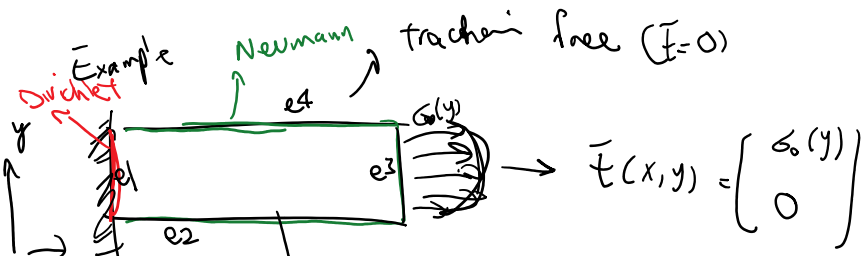 Example
Neumann
traction free (t̄=0)
Dirichlet
e4
σ₀(y)
y
e1
e3
t̄(x,y) = [σ₀(y)
0]
e2